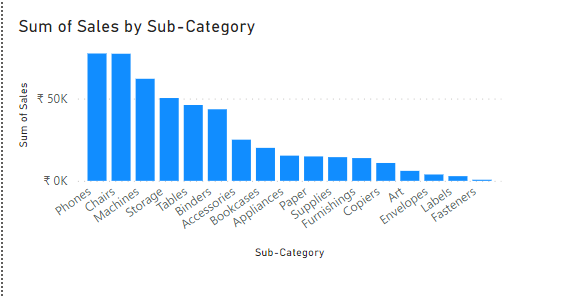 Sum of Sales by Sub-Category
Sum of Sales
₹ 50K
₹ 0K
Phones
Chairs
Machines
Storage
Tables
Binders
Accessories
Bookcases
Appliances
Paper
Supplies
Furnishings
Copiers
Art
Envelopes
Labels
Fasteners
Sub-Category